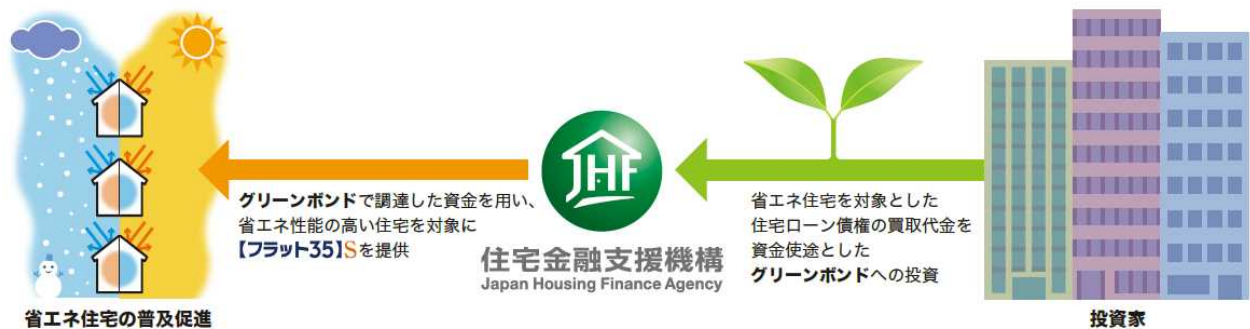 グリーンボンドで調達した資金を用い、
省エネ性能の高い住宅を対象に
【フラット35】Sを提供
省エネ住宅の普及促進
JHF
住宅金融支援機構
Japan Housing Finance Agency
省エネ住宅を対象とした
住宅ローン債権の買取代金を
資金使途とした
グリーンボンドへの投資
投資家